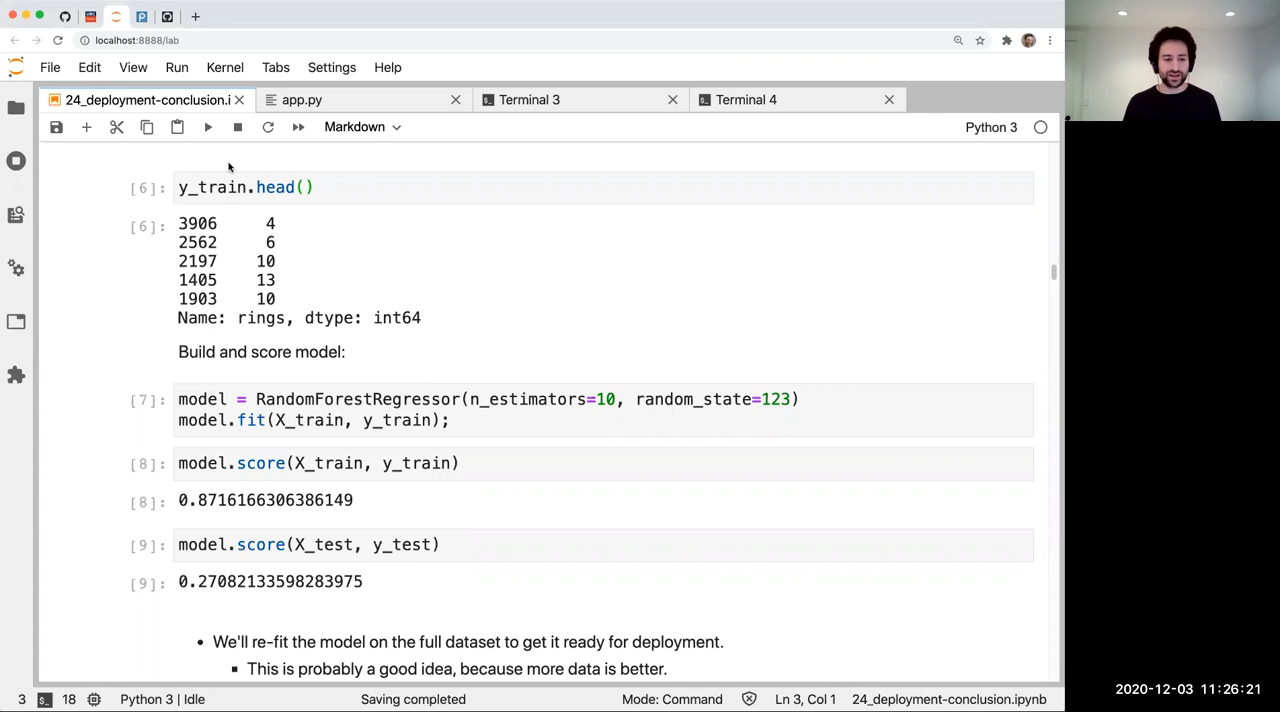 localhost:8888/lab
File Edit View Run Kernel Tabs Settings Help
24_deployment-conclusion.i app.py Terminal 3 Terminal 4
Markdown Python 3
[6]: y_train.head()
[6]: 3906 4
2562 6
2197 10
1405 13
1903 10
Name: rings, dtype: int64
Build and score model:
[7]: model = RandomForestRegressor(n_estimators=10, random_state=123)
model.fit(X_train, y_train);
[8]: model.score(X_train, y_train)
[8]: 0.8716166306386149
[9]: model.score(X_test, y_test)
[9]: 0.27082133598283975
• We'll re-fit the model on the full dataset to get it ready for deployment.
▪ This is probably a good idea, because more data is better.
3 18 Python 3 | Idle Saving completed Mode: Command Ln 3, Col 1 24_deployment-conclusion.ipynb
2020-12-03 11:26:21